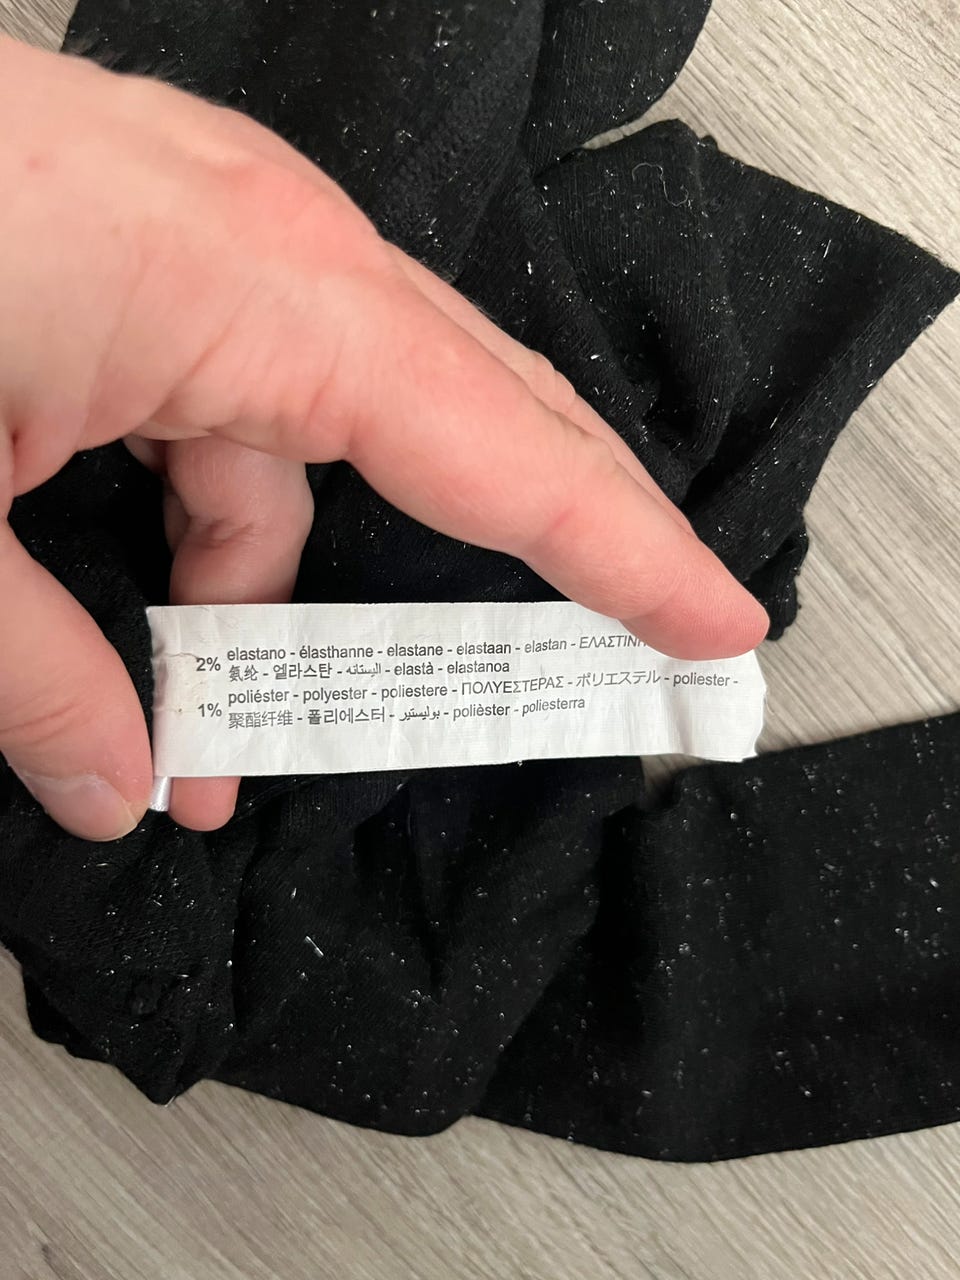 2% elastano - élasthanne - elastane - elastaan - elastan - ΕΛΑΣΤΙΝΗ
氨纶 - 엘라스탄 - اليستانه - elastà - elastanoa
1% poliéster - polyester - poliestere - ΠΟΛΥΕΣΤΕΡΑΣ - ポリエステル - poliester -
聚酯纤维 - 폴리에스터 - بوليستير - polièster - poliesterra